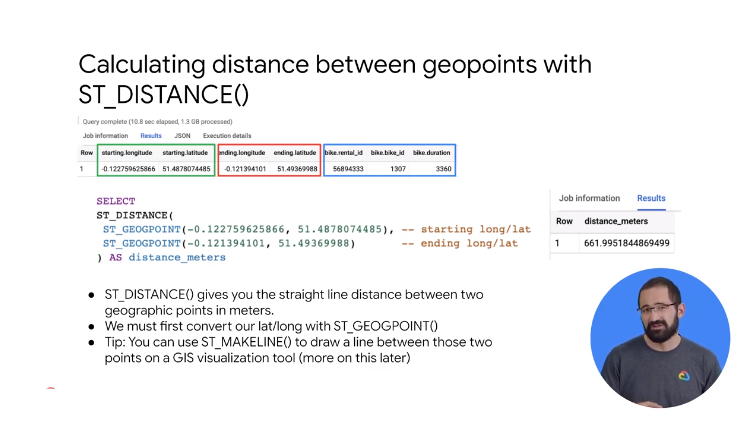 Calculating distance between geopoints with
ST_DISTANCE()
Query complete (10.8 sec elapsed, 1.3 GB processed)
Job information Results JSON Execution details
Row starting.longitude starting.latitude ending.longitude ending.latitude bike.rental_id bike.bike_id bike.duration
1 -0.122759625866 51.4878074485 -0.121394101 51.49369988 56894333 1307 3360
SELECT
ST_DISTANCE(
ST_GEOGPOINT(-0.122759625866, 51.4878074485), -- starting long/lat
ST_GEOGPOINT(-0.121394101, 51.49369988) -- ending long/lat
) AS distance_meters
Job information Results
Row distance_meters
1 661.9951844869499
● ST_DISTANCE() gives you the straight line distance between two
geographic points in meters.
● We must first convert our lat/long with ST_GEOGPOINT()
● Tip: You can use ST_MAKELINE() to draw a line between those two
points on a GIS visualization tool (more on this later)